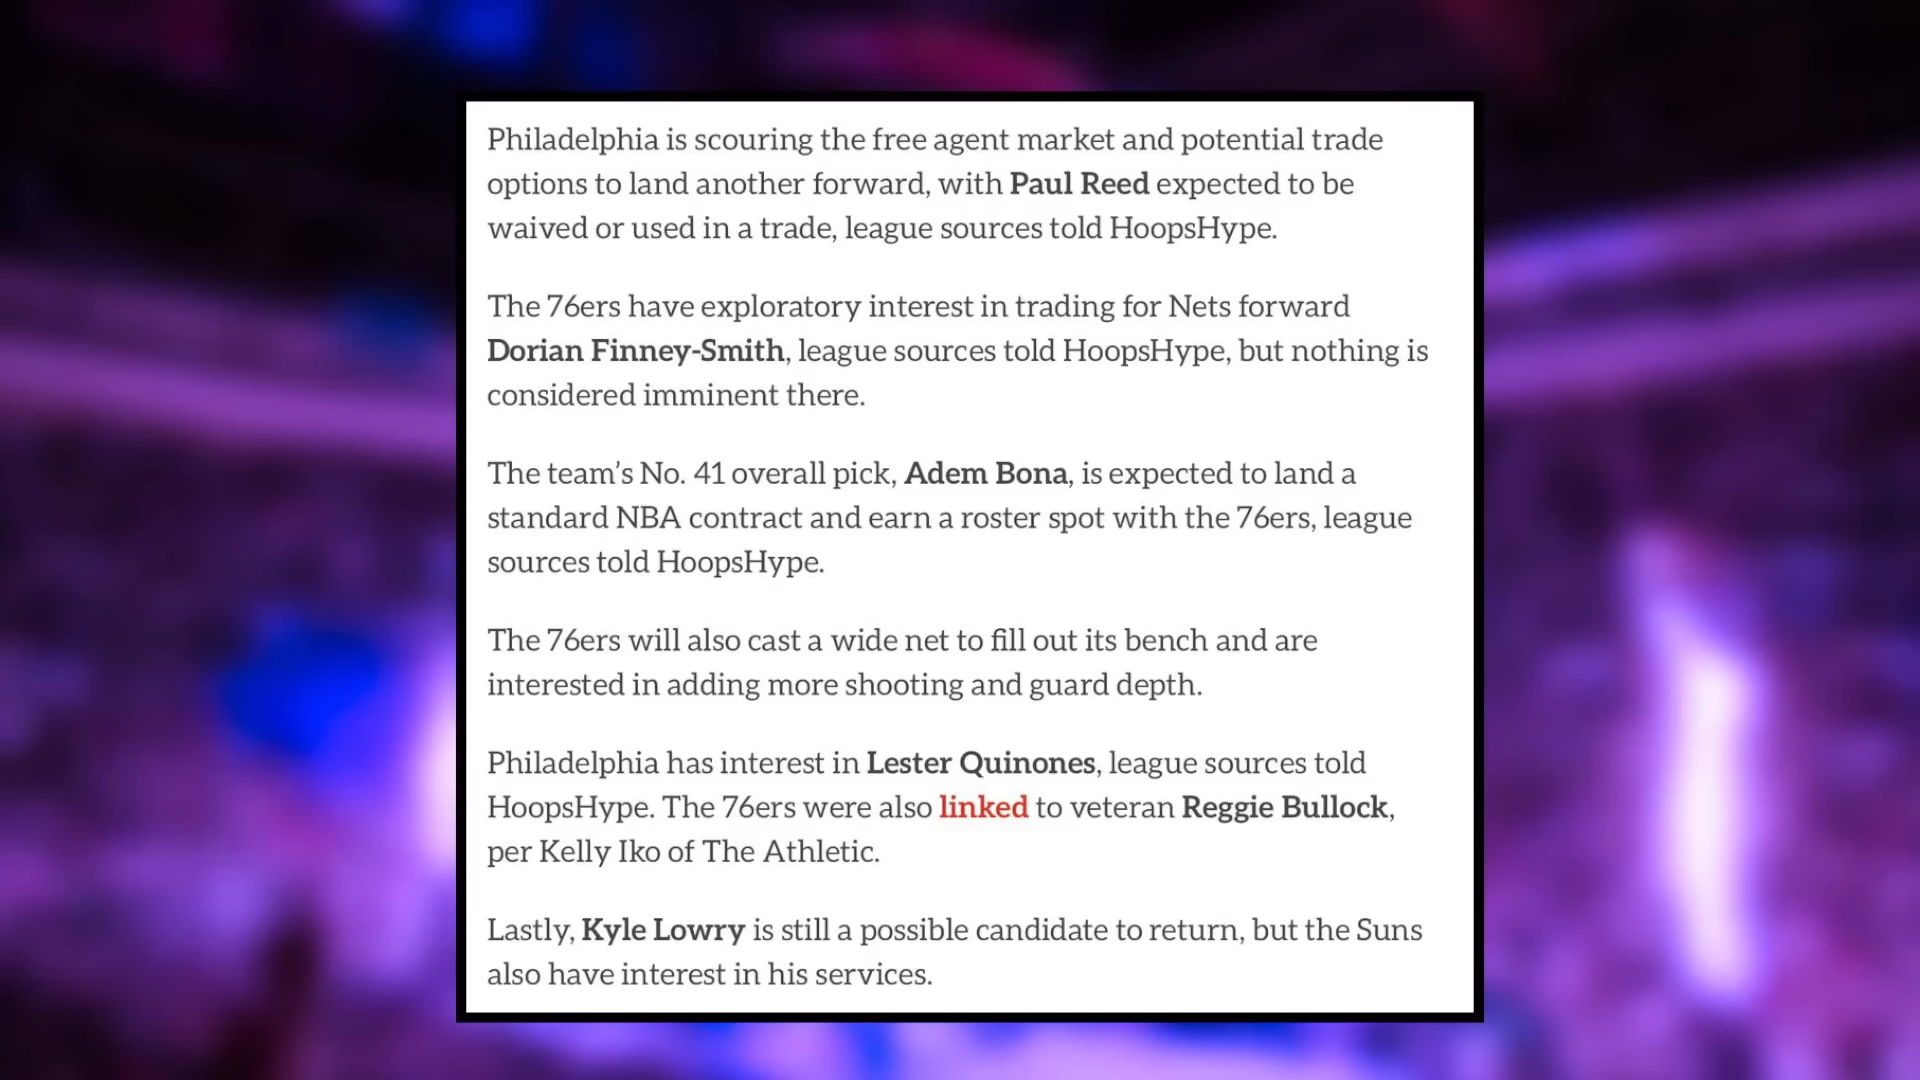 Philadelphia is scouring the free agent market and potential trade
options to land another forward, with Paul Reed expected to be
waived or used in a trade, league sources told HoopsHype.
The 76ers have exploratory interest in trading for Nets forward
Dorian Finney-Smith, league sources told HoopsHype, but nothing is
considered imminent there.
The team’s No. 41 overall pick, Adem Bona, is expected to land a
standard NBA contract and earn a roster spot with the 76ers, league
sources told HoopsHype.
The 76ers will also cast a wide net to fill out its bench and are
interested in adding more shooting and guard depth.
Philadelphia has interest in Lester Quinones, league sources told
HoopsHype. The 76ers were also linked to veteran Reggie Bullock,
per Kelly Iko of The Athletic.
Lastly, Kyle Lowry is still a possible candidate to return, but the Suns
also have interest in his services.